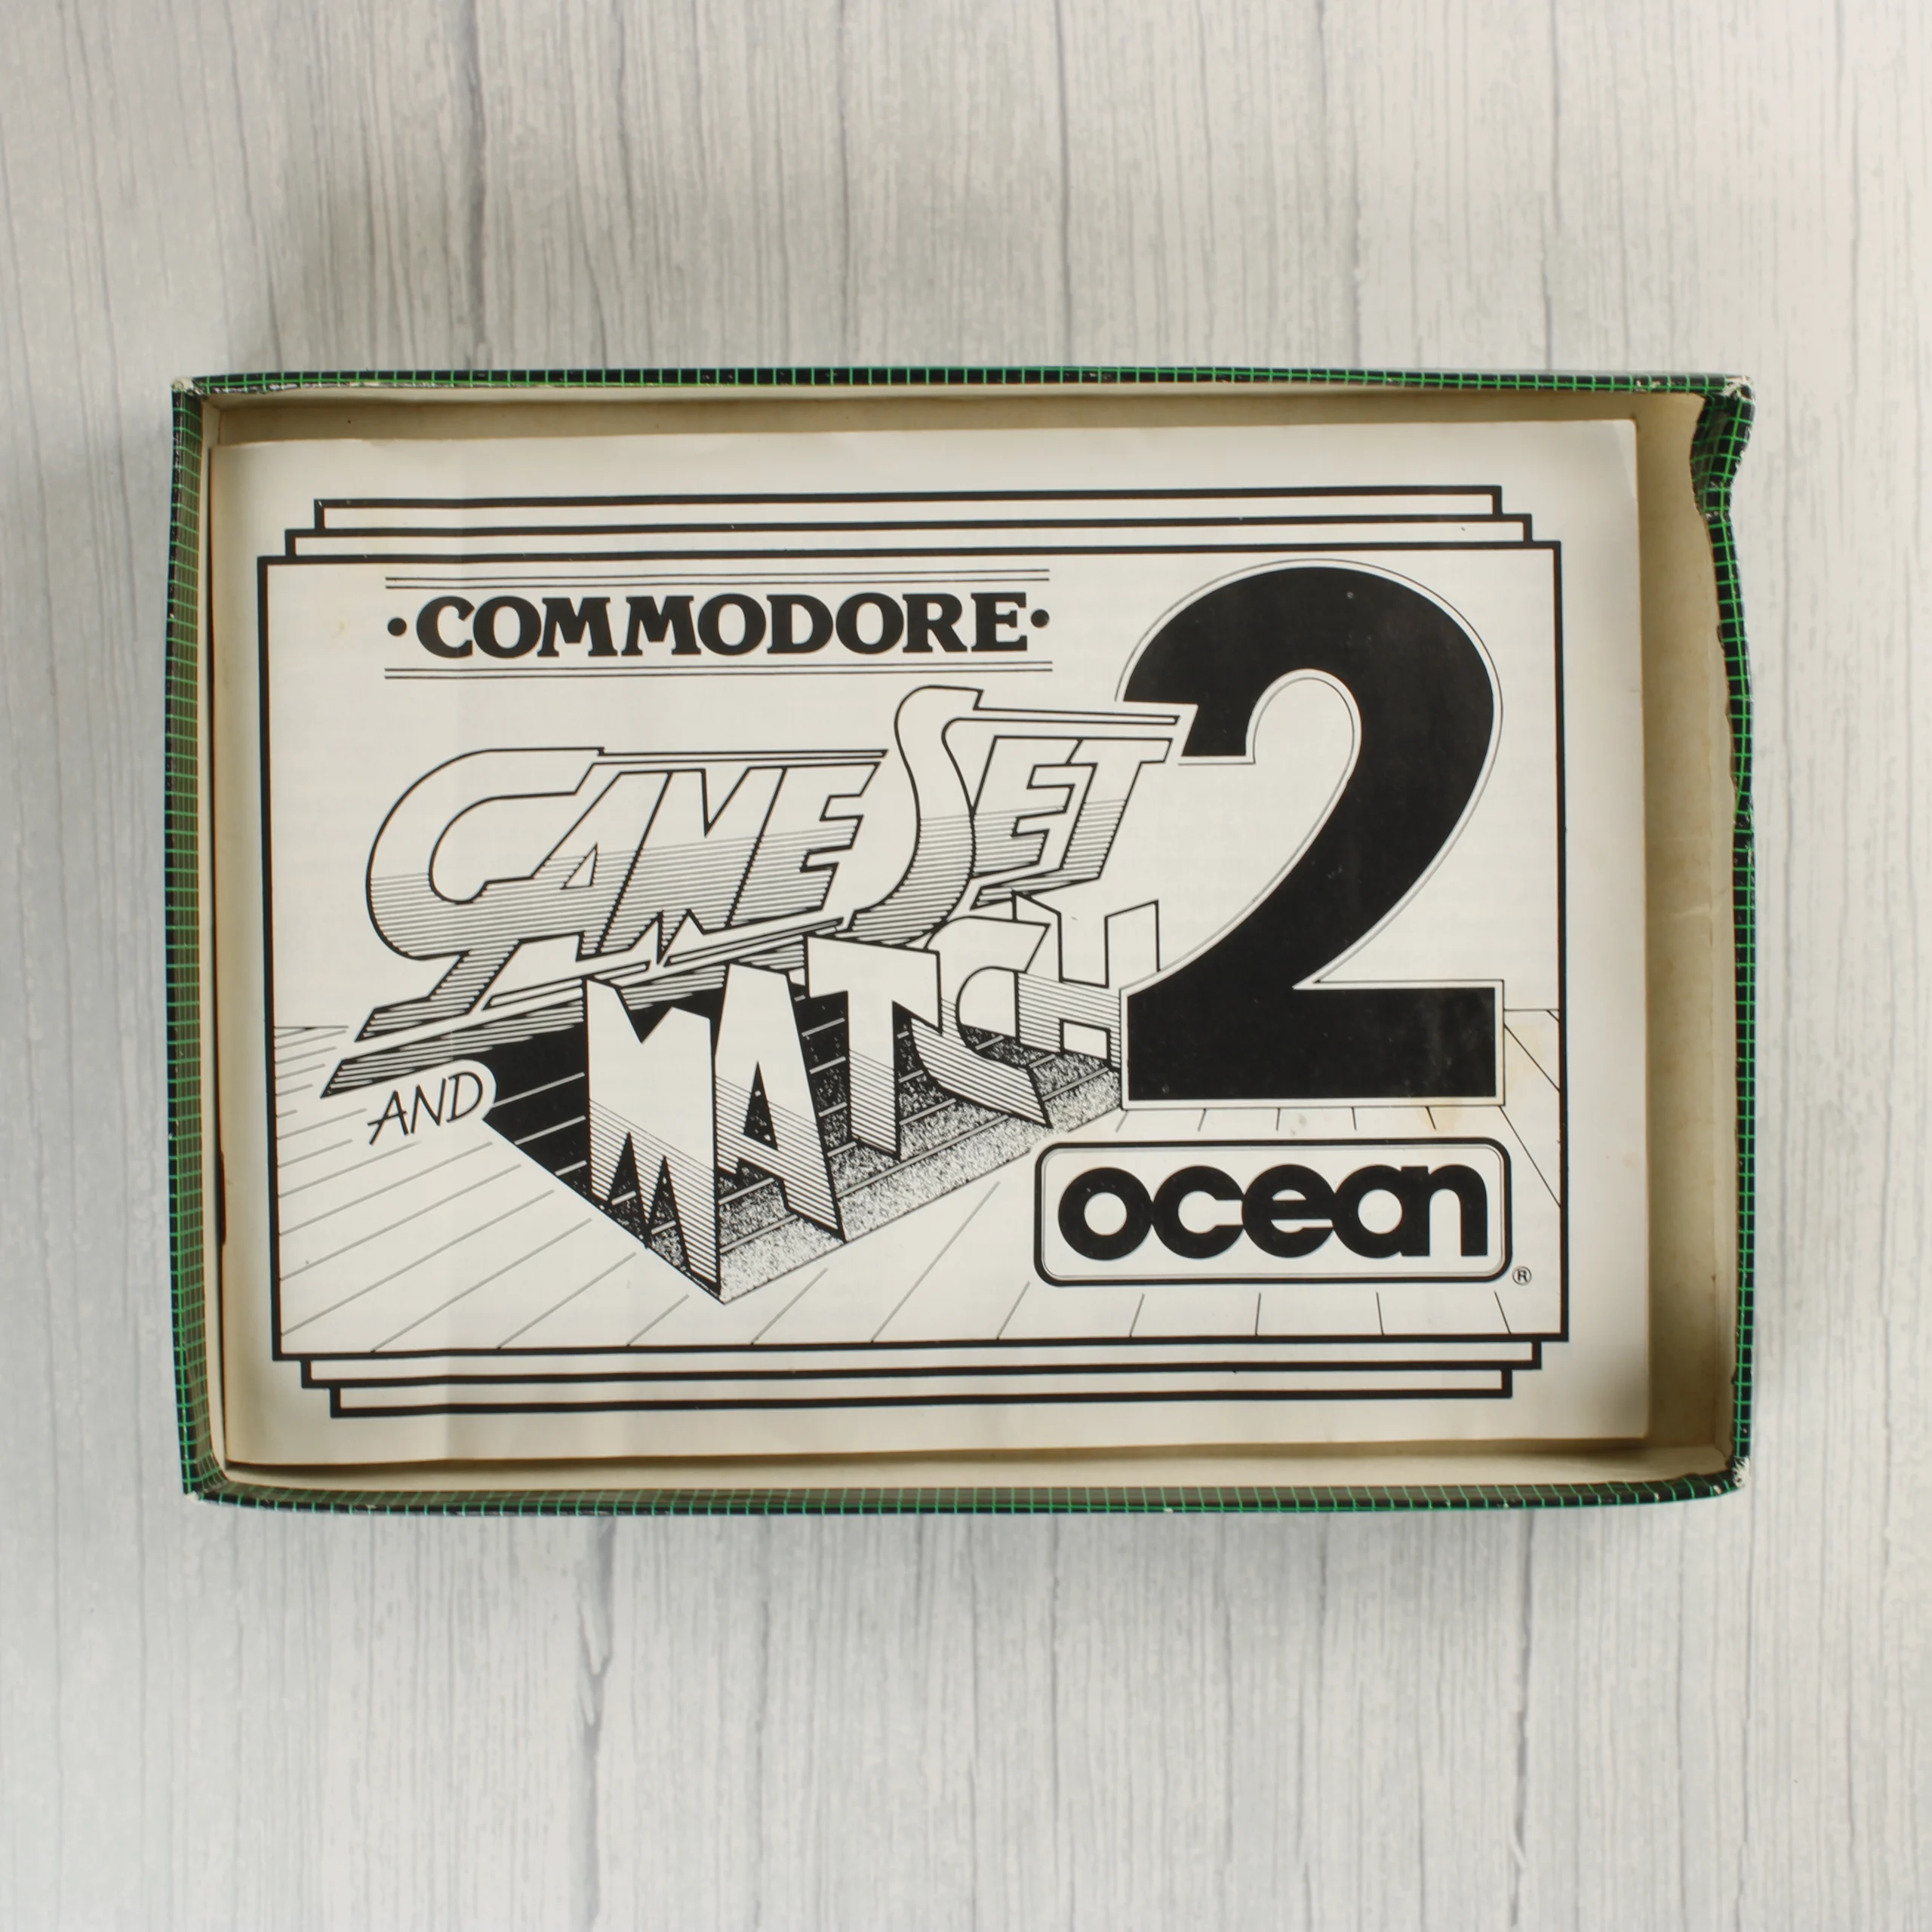 •COMMODORE•
GAME SET
AND
MATCH
2
ocean
®